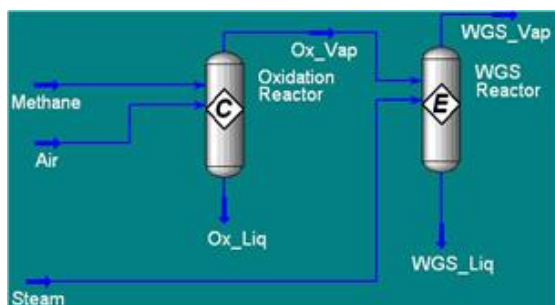 WGS_Vap
Ox_Vap
Oxidation
Reactor
WGS
Reactor
Methane
C
E
Air
Ox_Liq
WGS_Liq
Steam